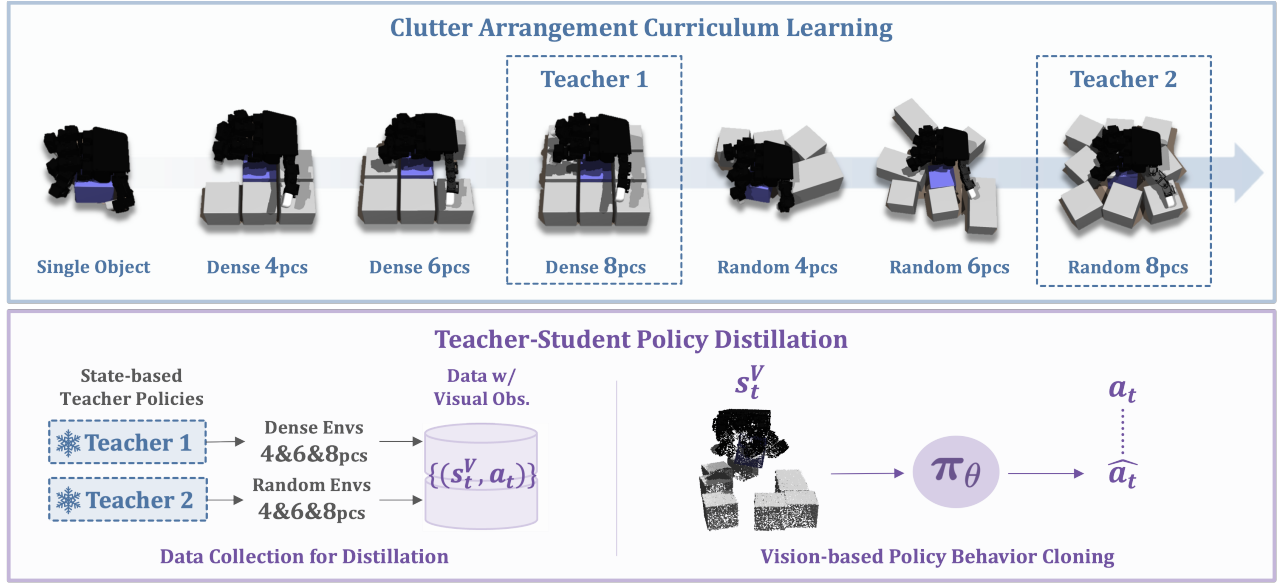 Clutter Arrangement Curriculum Learning
Teacher 1
Teacher 2
Single Object
Dense 4pcs
Dense 6pcs
Dense 8pcs
Random 4pcs
Random 6pcs
Random 8pcs
Teacher-Student Policy Distillation
State-based
Teacher Policies
Teacher 1
Teacher 2
Dense Envs
4&6&8pcs
Random Envs
4&6&8pcs
Data w/
Visual Obs.
{(s_t^V, a_t)}
Data Collection for Distillation
s_t^V
π_θ
a_t
\widehat{a_t}
Vision-based Policy Behavior Cloning